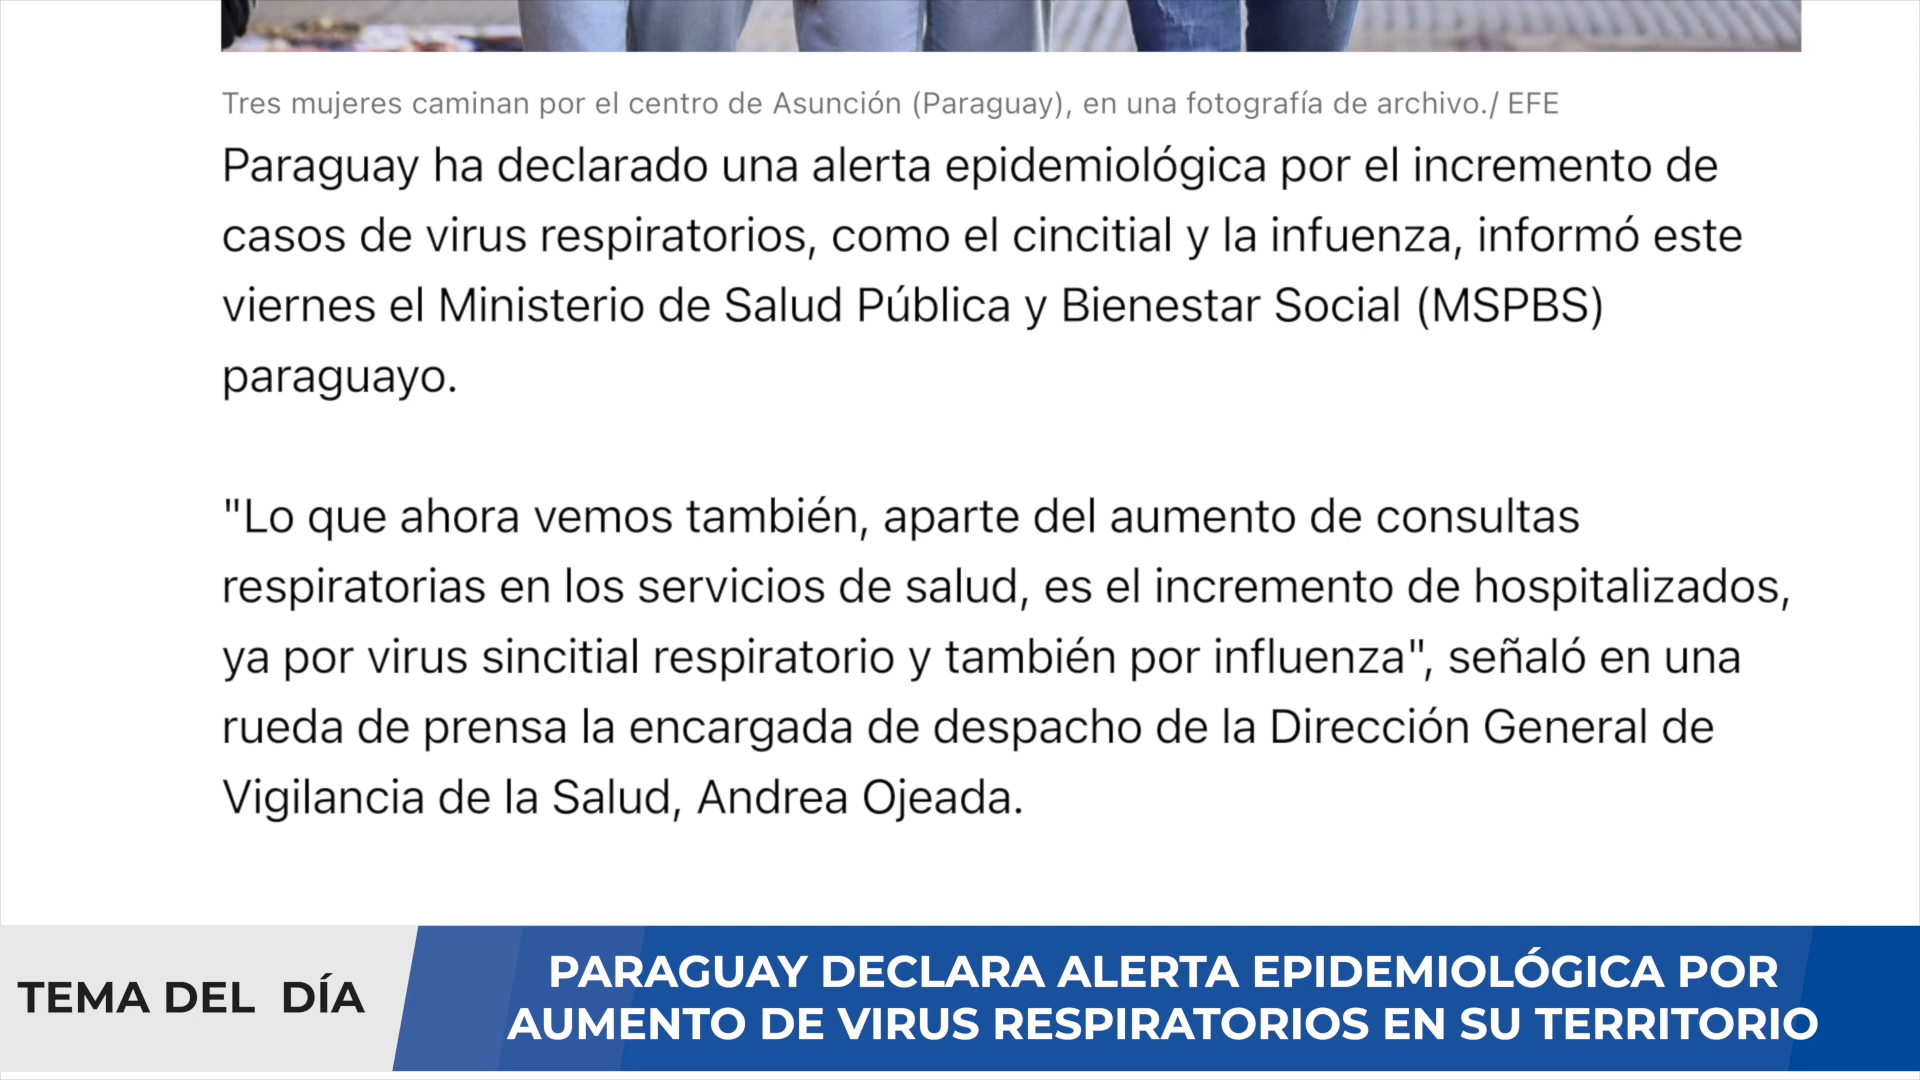 Tres mujeres caminan por el centro de Asunción (Paraguay), en una fotografía de archivo./ EFE
Paraguay ha declarado una alerta epidemiológica por el incremento de
casos de virus respiratorios, como el cincitial y la infuenza, informó este
viernes el Ministerio de Salud Pública y Bienestar Social (MSPBS)
paraguayo.
"Lo que ahora vemos también, aparte del aumento de consultas
respiratorias en los servicios de salud, es el incremento de hospitalizados,
ya por virus sincitial respiratorio y también por influenza", señaló en una
rueda de prensa la encargada de despacho de la Dirección General de
Vigilancia de la Salud, Andrea Ojeada.
TEMA DEL DÍA
PARAGUAY DECLARA ALERTA EPIDEMIOLÓGICA POR
AUMENTO DE VIRUS RESPIRATORIOS EN SU TERRITORIO